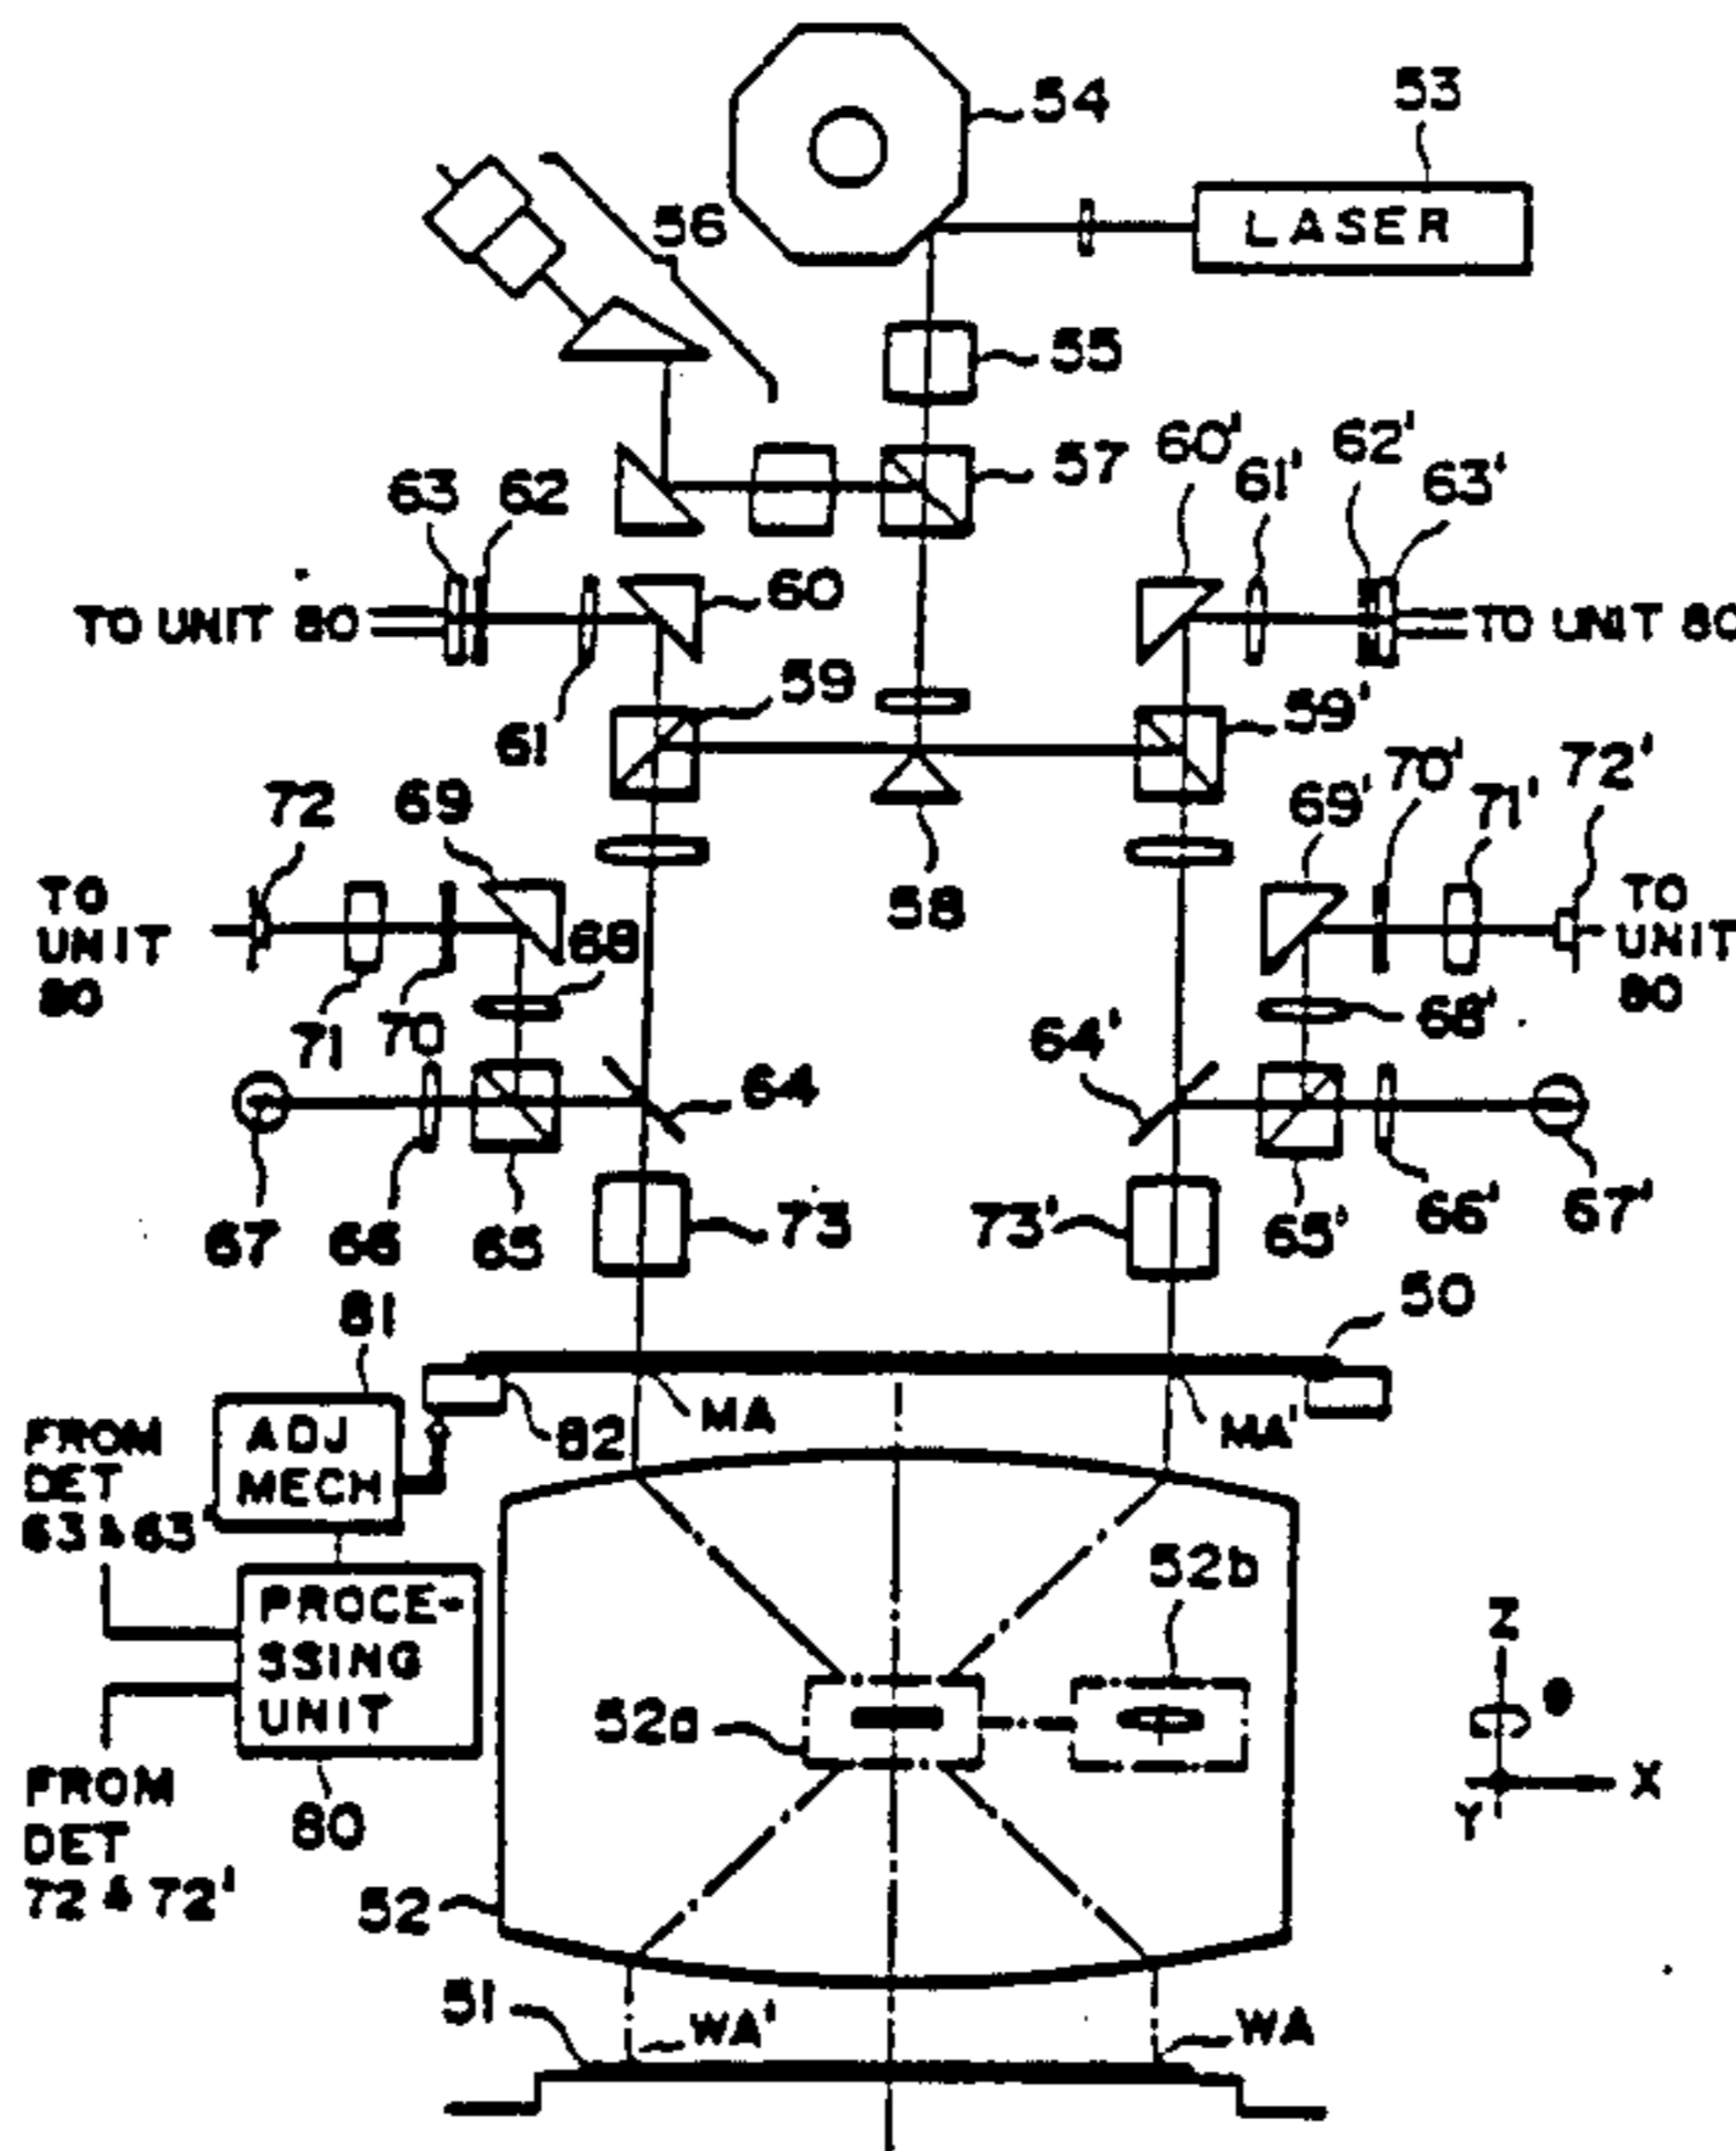 54
53
LASER
56
55
57
60'
61'
62'
63'
63
62
60
TO UNIT 80
TO UNIT 80
59
59'
61
72
69
69'
70'
71'
72'
58
TO
UNIT
80
68
TO
UNIT
80
71
70
68'
64
64'
67
66
65
73
73'
65'
66'
67'
81
50
ADJ
MECH
82
MA
MA'
FROM
DET
63 & 63'
PROCE-
SSING
UNIT
52b
Z
52a
X
Y
FROM
DET
72 & 72'
80
52
51
WA'
WA